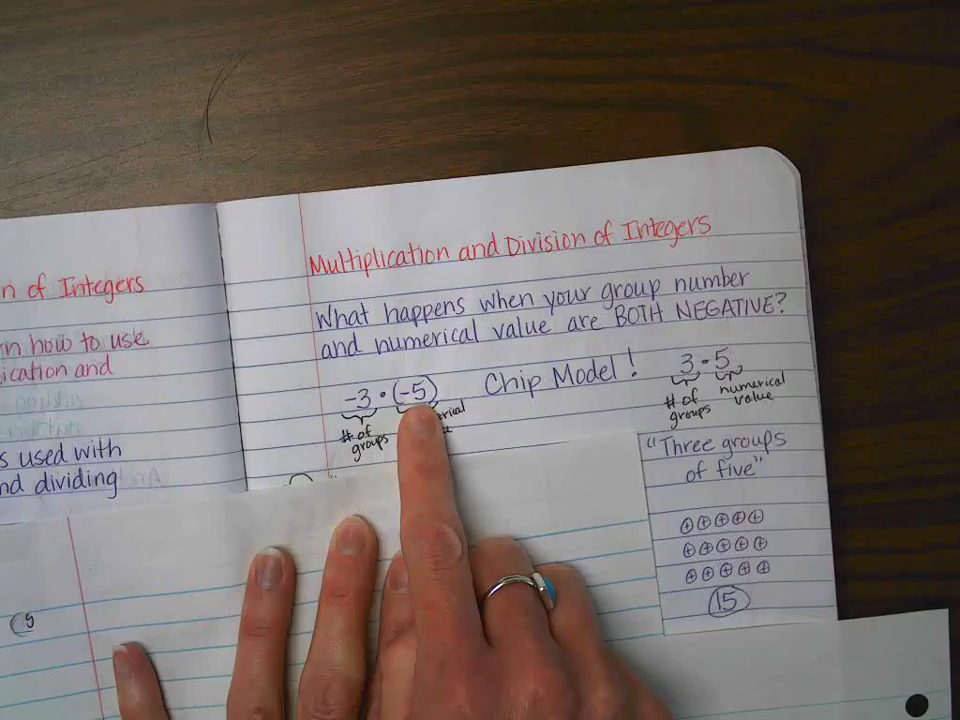 n of Integers
n how to use
ication and
s used with
nd dividing
5
Multiplication and Division of Integers
What happens when your group number
and numerical value are BOTH NEGATIVE?
-3 • (-5)
# of
groups
Chip Model!
3 • 5
# of
groups
numerical
value
"Three groups
of five"
15